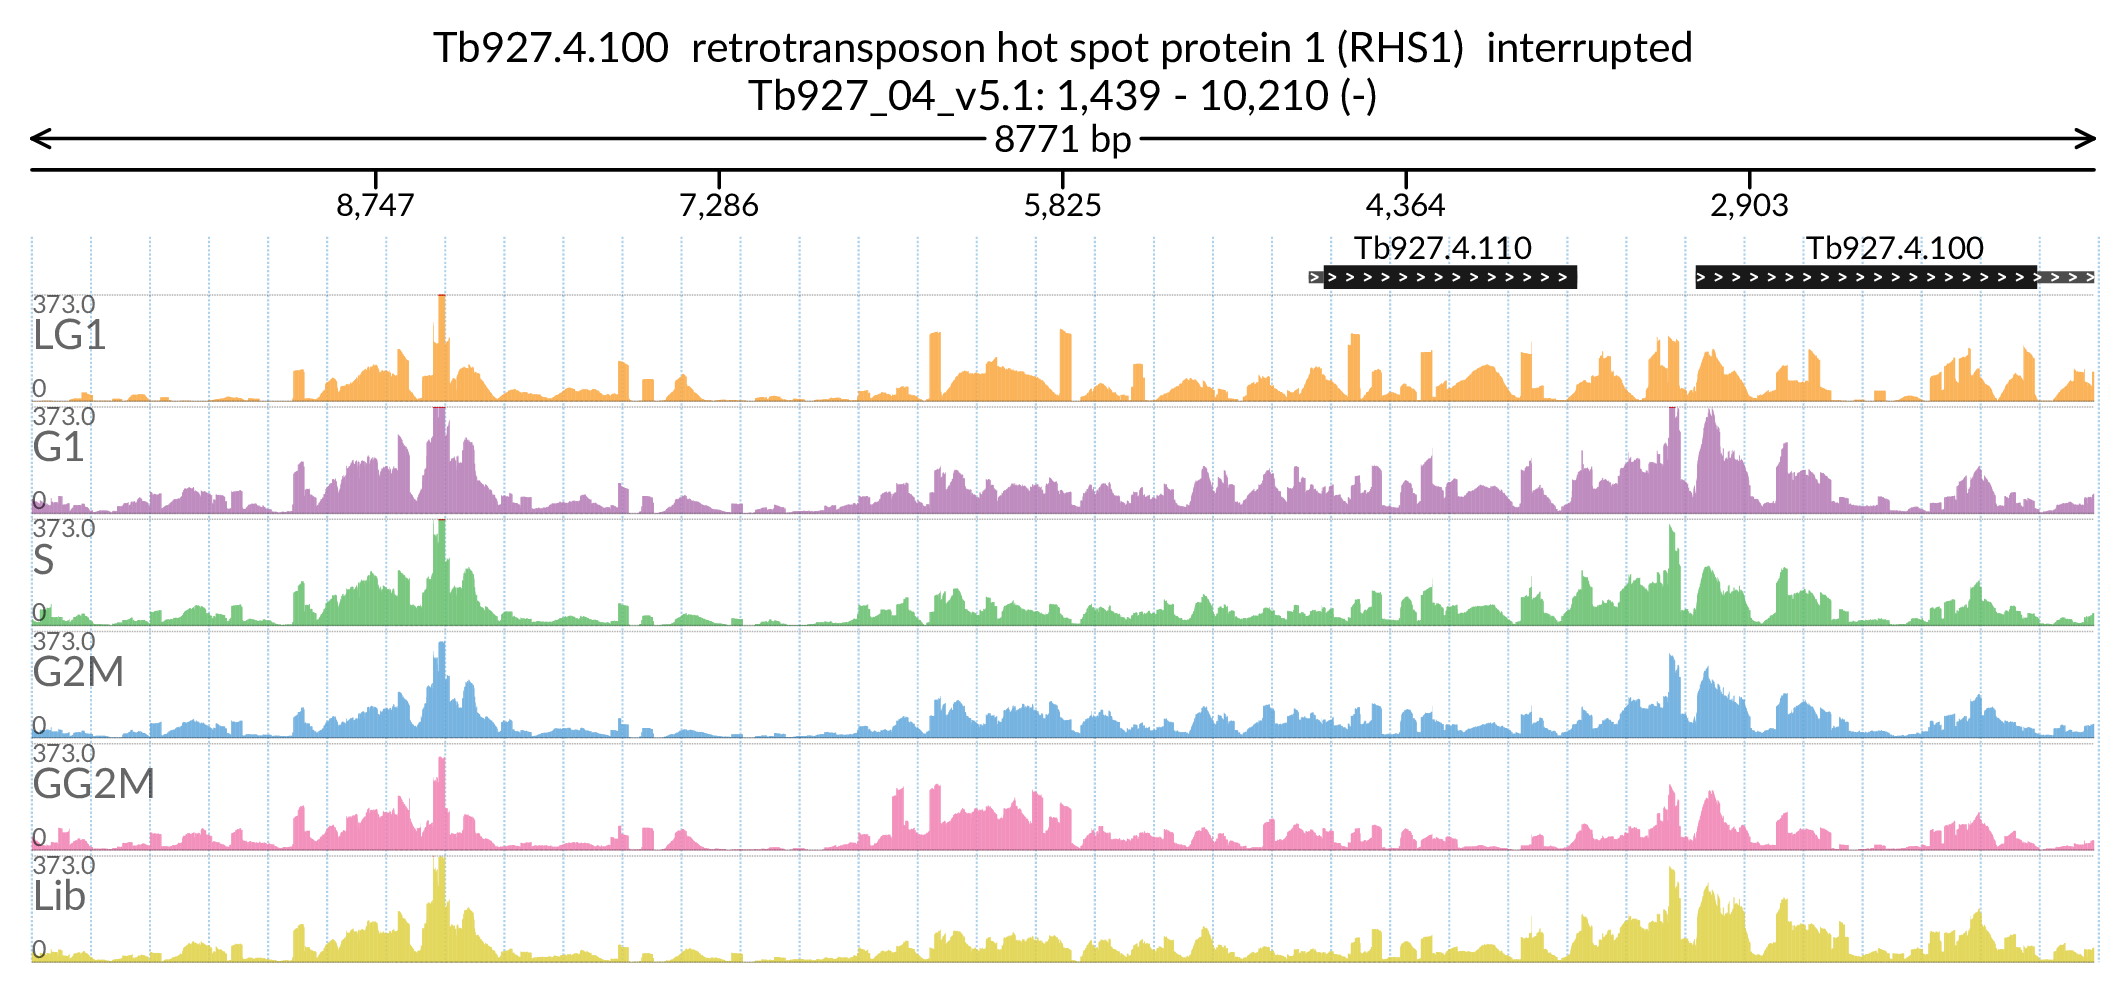 Tb927.4.100 retrotransposon hot spot protein 1 (RHS1) interrupted
Tb927_04_v5.1: 1,439 - 10,210 (-)
8771 bp
8,747 7,286 5,825 4,364 2,903
Tb927.4.110 Tb927.4.100
373.0
LG1
0
373.0
G1
0
373.0
S
0
373.0
G2M
0
373.0
GG2M
0
373.0
Lib
0